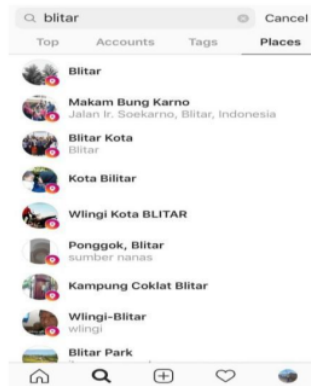 blitar Cancel
Top Accounts Tags Places
Blitar
Makam Bung Karno
Jalan Ir. Soekarno, Blitar, Indonesia
Blitar Kota
Blitar
Kota Bilitar
Wlingi Kota BLITAR
Ponggok, Blitar
sumber nanas
Kampung Coklat Blitar
Wlingi-Blitar
wlingi
Blitar Park